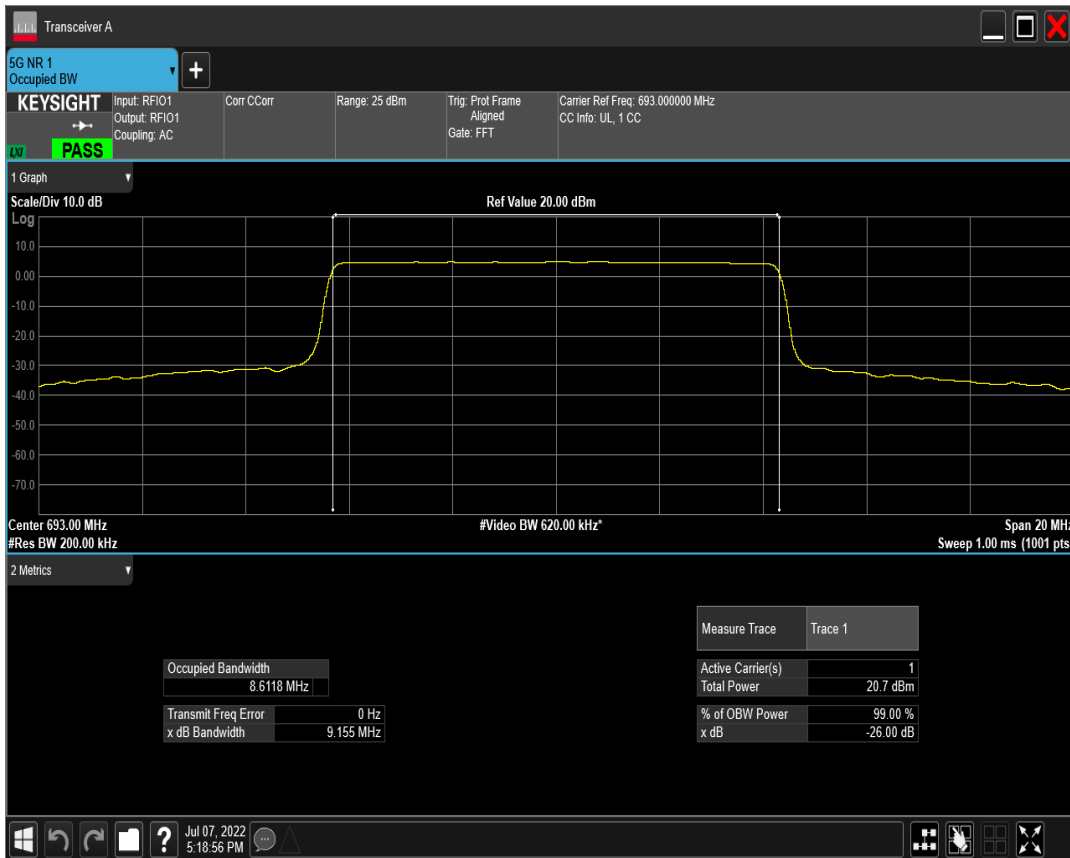 Transceiver A
5G NR 1
Occupied BW
KEYSIGHT
LXI
PASS
Input: RFIO1
Output: RFIO1
Coupling: AC
Corr CCorr
Range: 25 dBm
Trig: Prot Frame
Aligned
Gate: FFT
Carrier Ref Freq: 693.000000 MHz
CC Info: UL, 1 CC
1 Graph
Scale/Div 10.0 dB
Ref Value 20.00 dBm
Log
10.0
0.00
-10.0
-20.0
-30.0
-40.0
-50.0
-60.0
-70.0
Center 693.00 MHz
#Video BW 620.00 kHz*
Span 20 MHz
#Res BW 200.00 kHz
Sweep 1.00 ms (1001 pts
2 Metrics
Measure Trace Trace 1
Occupied Bandwidth
8.6118 MHz
Active Carrier(s) 1
Total Power 20.7 dBm
Transmit Freq Error 0 Hz
x dB Bandwidth 9.155 MHz
% of OBW Power 99.00 %
x dB -26.00 dB
?
Jul 07, 2022
5:18:56 PM